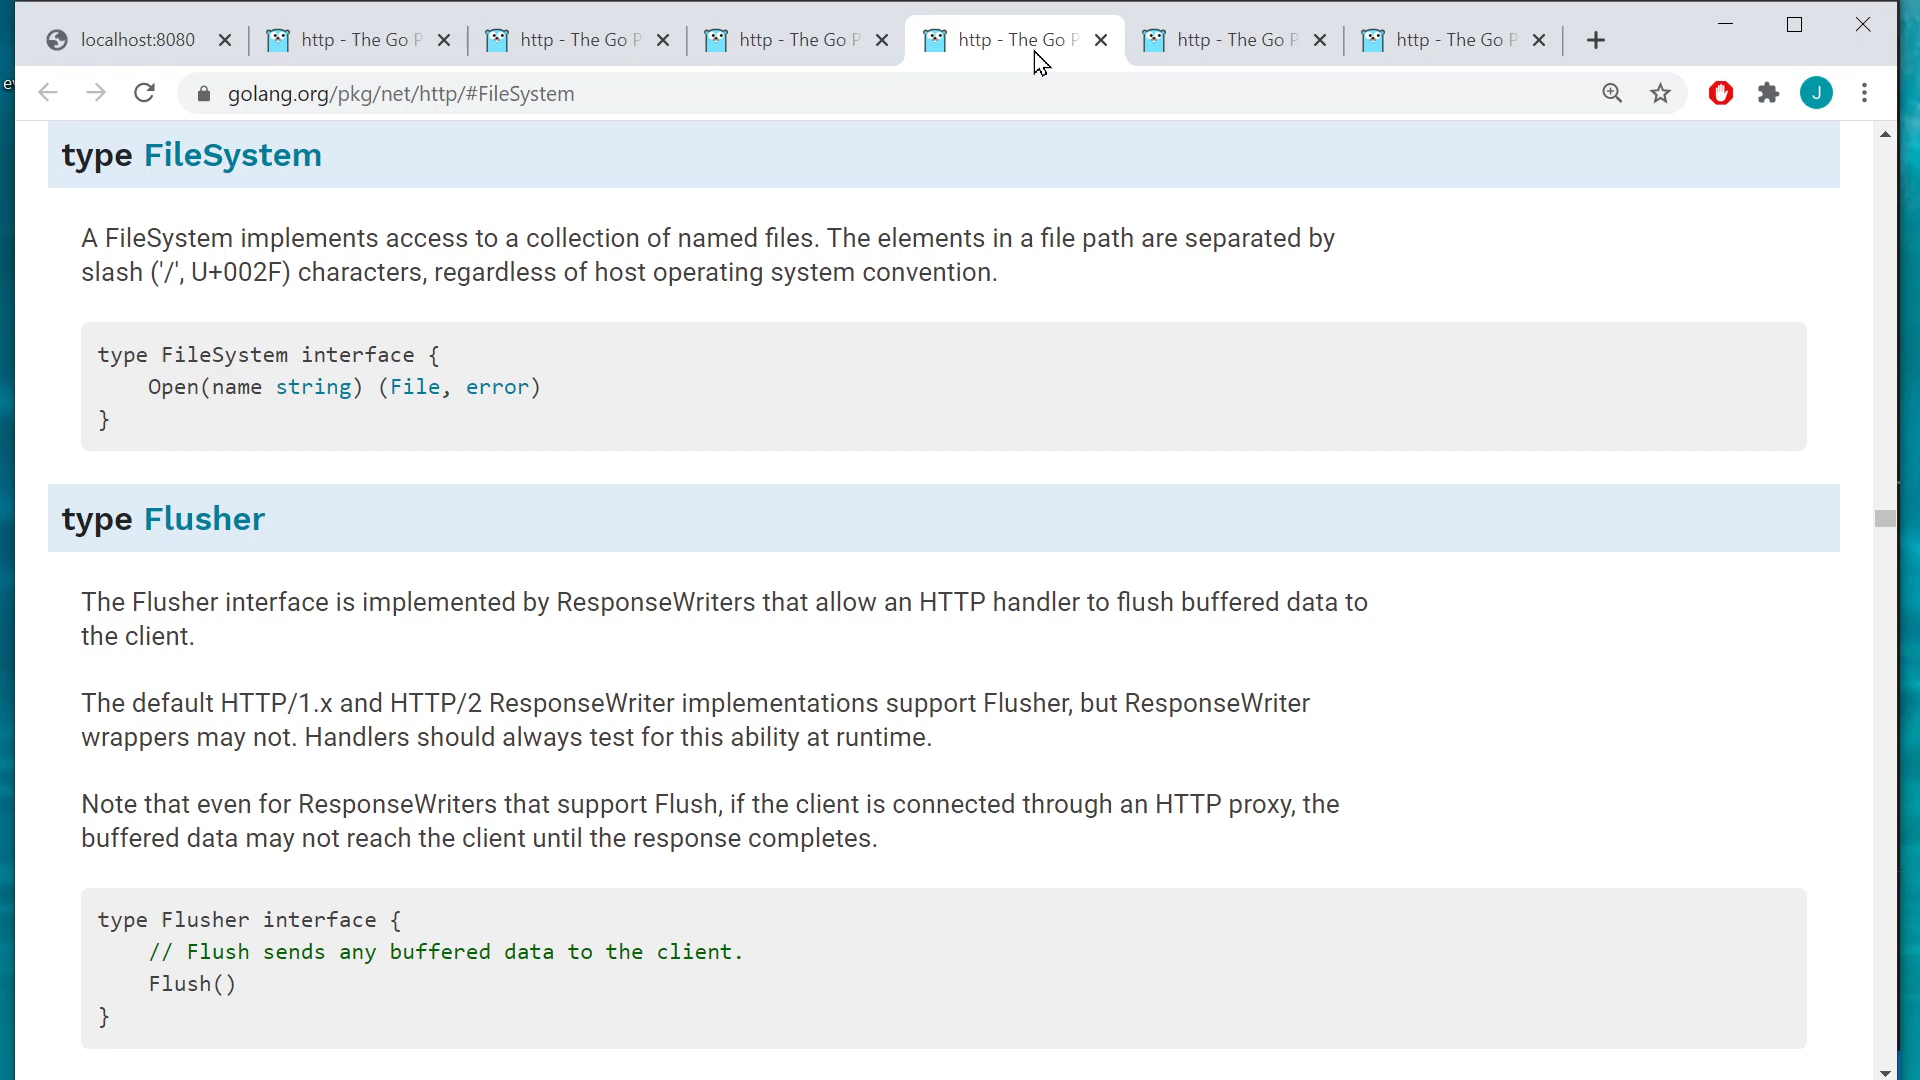 localhost:8080
http - The Go P
http - The Go P
http - The Go P
http - The Go P
http - The Go P
http - The Go P
golang.org/pkg/net/http/#FileSystem
J
type FileSystem
A FileSystem implements access to a collection of named files. The elements in a file path are separated by
slash ('/', U+002F) characters, regardless of host operating system convention.
type FileSystem interface {
    Open(name string) (File, error)
}
type Flusher
The Flusher interface is implemented by ResponseWriters that allow an HTTP handler to flush buffered data to
the client.
The default HTTP/1.x and HTTP/2 ResponseWriter implementations support Flusher, but ResponseWriter
wrappers may not. Handlers should always test for this ability at runtime.
Note that even for ResponseWriters that support Flush, if the client is connected through an HTTP proxy, the
buffered data may not reach the client until the response completes.
type Flusher interface {
    // Flush sends any buffered data to the client.
    Flush()
}